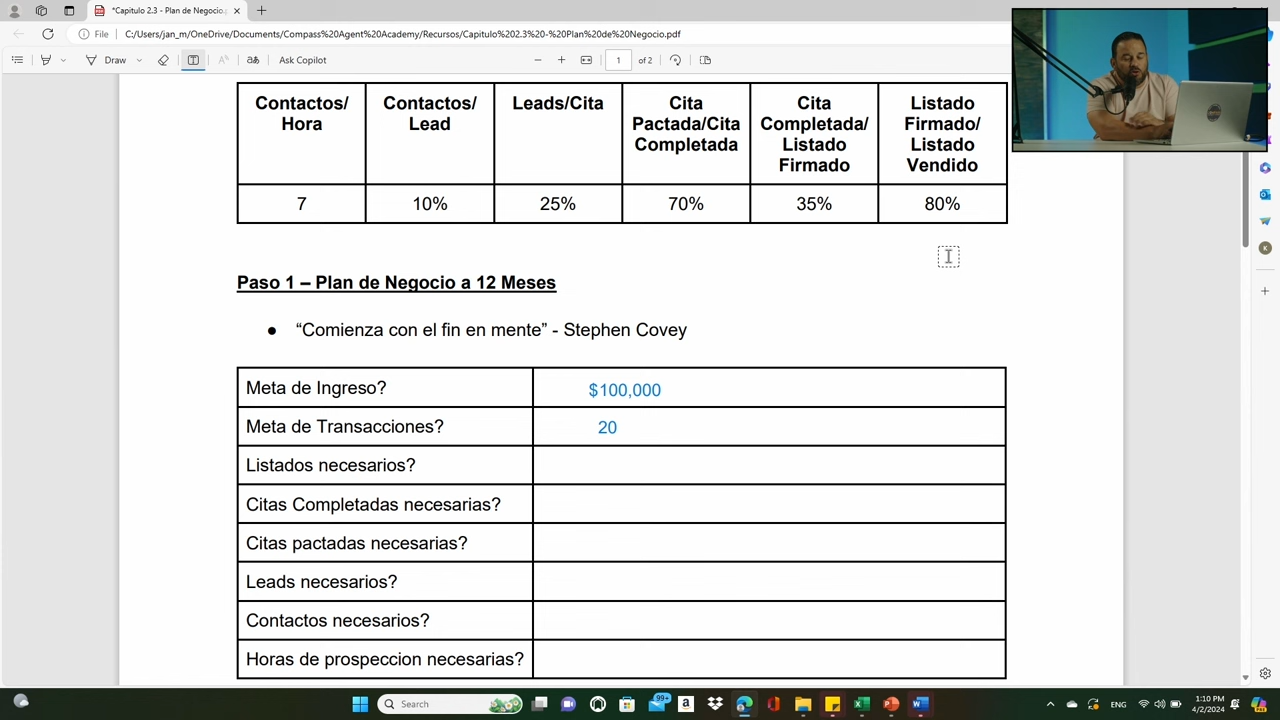 *Capitulo 2.3 - Plan de Negocio.
File
C:/Users/jan_m/OneDrive/Documents/Compass%20Agent%20Academy/Recursos/Capitulo%202.3%20-%20Plan%20de%20Negocio.pdf
Draw
Ask Copilot
1 of 2
Contactos/ Hora
Contactos/ Lead
Leads/Cita
Cita Pactada/Cita Completada
Cita Completada/ Listado Firmado
Listado Firmado/ Listado Vendido
7 10% 25% 70% 35% 80%
Paso 1 – Plan de Negocio a 12 Meses
● “Comienza con el fin en mente” - Stephen Covey
Meta de Ingreso? $100,000
Meta de Transacciones? 20
Listados necesarios?
Citas Completadas necesarias?
Citas pactadas necesarias?
Leads necesarios?
Contactos necesarios?
Horas de prospeccion necesarias?
Search
99+
ENG
1:10 PM
4/2/2024